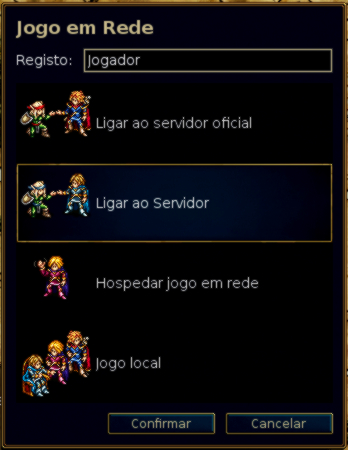 Jogo em Rede
Registo: Jogador
Ligar ao servidor oficial
Ligar ao Servidor
Hospedar jogo em rede
Jogo local
Confirmar Cancelar